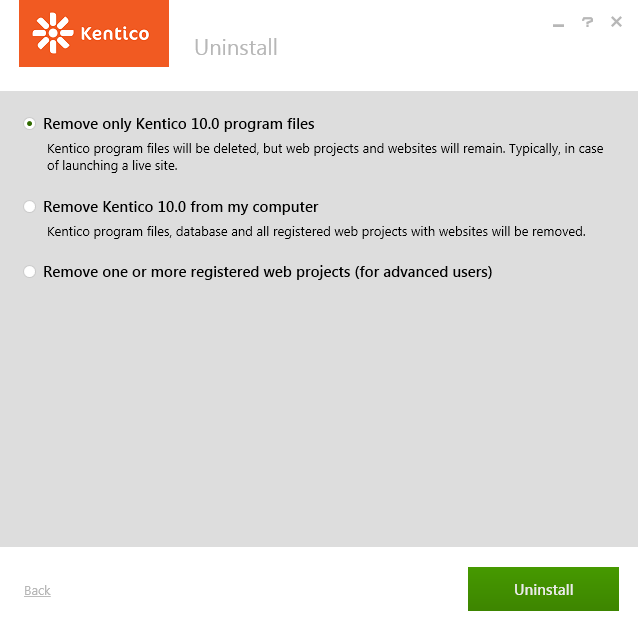 Kentico
Uninstall
Remove only Kentico 10.0 program files
Kentico program files will be deleted, but web projects and websites will remain. Typically, in case
of launching a live site.
Remove Kentico 10.0 from my computer
Kentico program files, database and all registered web projects with websites will be removed.
Remove one or more registered web projects (for advanced users)
Back
Uninstall